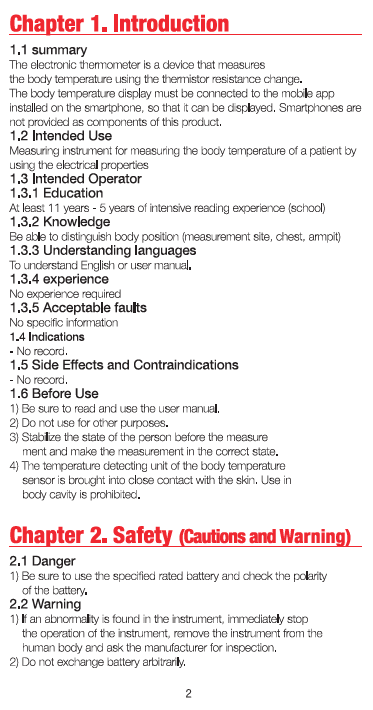 Chapter 1. Introduction
1.1 summary
The electronic thermometer is a device that measures
the body temperature using the thermistor resistance change.
The body temperature display must be connected to the mobile app
installed on the smartphone, so that it can be displayed. Smartphones are
not provided as components of this product.
1.2 Intended Use
Measuring instrument for measuring the body temperature of a patient by
using the electrical properties
1.3 Intended Operator
1.3.1 Education
At least 11 years - 5 years of intensive reading experience (school)
1.3.2 Knowledge
Be able to distinguish body position (measurement site, chest, armpit)
1.3.3 Understanding languages
To understand English or user manual.
1.3.4 experience
No experience required
1.3.5 Acceptable faults
No specific information
1.4 Indications
- No record.
1.5 Side Effects and Contraindications
- No record.
1.6 Before Use
1) Be sure to read and use the user manual.
2) Do not use for other purposes.
3) Stabilize the state of the person before the measure
ment and make the measurement in the correct state.
4) The temperature detecting unit of the body temperature
sensor is brought into close contact with the skin. Use in
body cavity is prohibited.
Chapter 2. Safety (Cautions and Warning)
2.1 Danger
1) Be sure to use the specified rated battery and check the polarity
of the battery.
2.2 Warning
1) If an abnormality is found in the instrument, immediately stop
the operation of the instrument, remove the instrument from the
human body and ask the manufacturer for inspection.
2) Do not exchange battery arbitrarily.
2